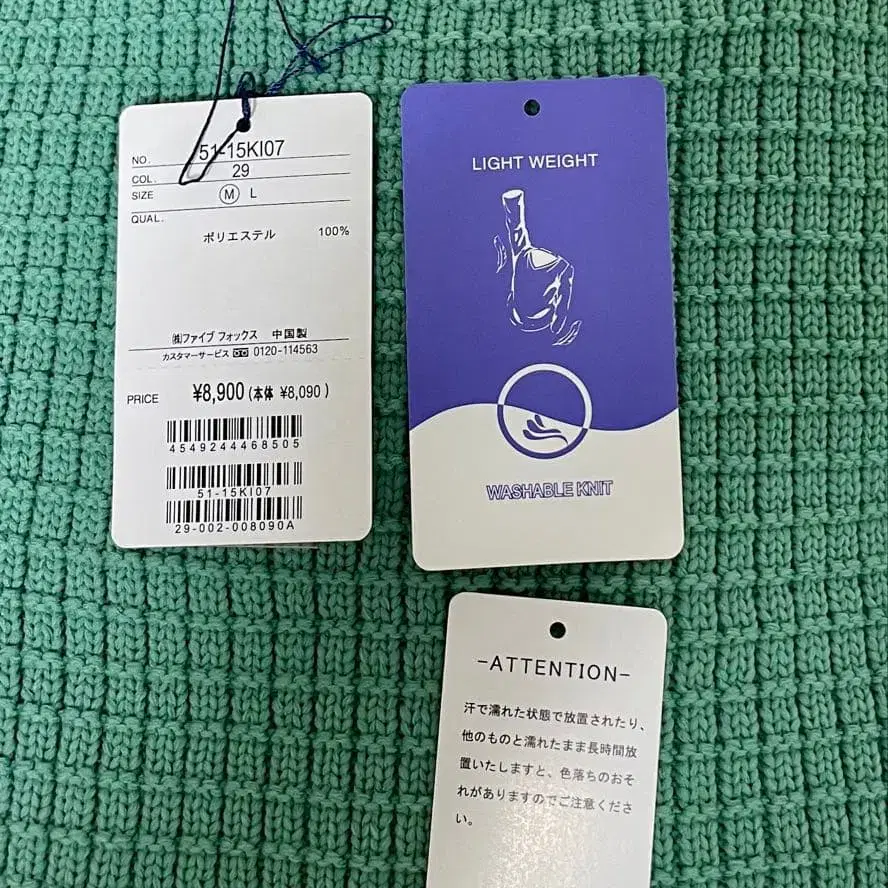 NO. 51-15KI07
COL. 29
SIZE M L
QUAL.
ポリエステル 100%
㈱ファイブ フォックス 中国製
カスタマーサービス 0120-114563
PRICE ¥8,900 (本体 ¥8,090 )
4549244468505
51-15KI07
29-002-008090A
LIGHT WEIGHT
WASHABLE KNIT
-ATTENTION-
汗で濡れた状態で放置されたり、
他のものと濡れたまま長時間放
置いたしますと、色落ちのおそ
れがありますのでご注意くださ
い。